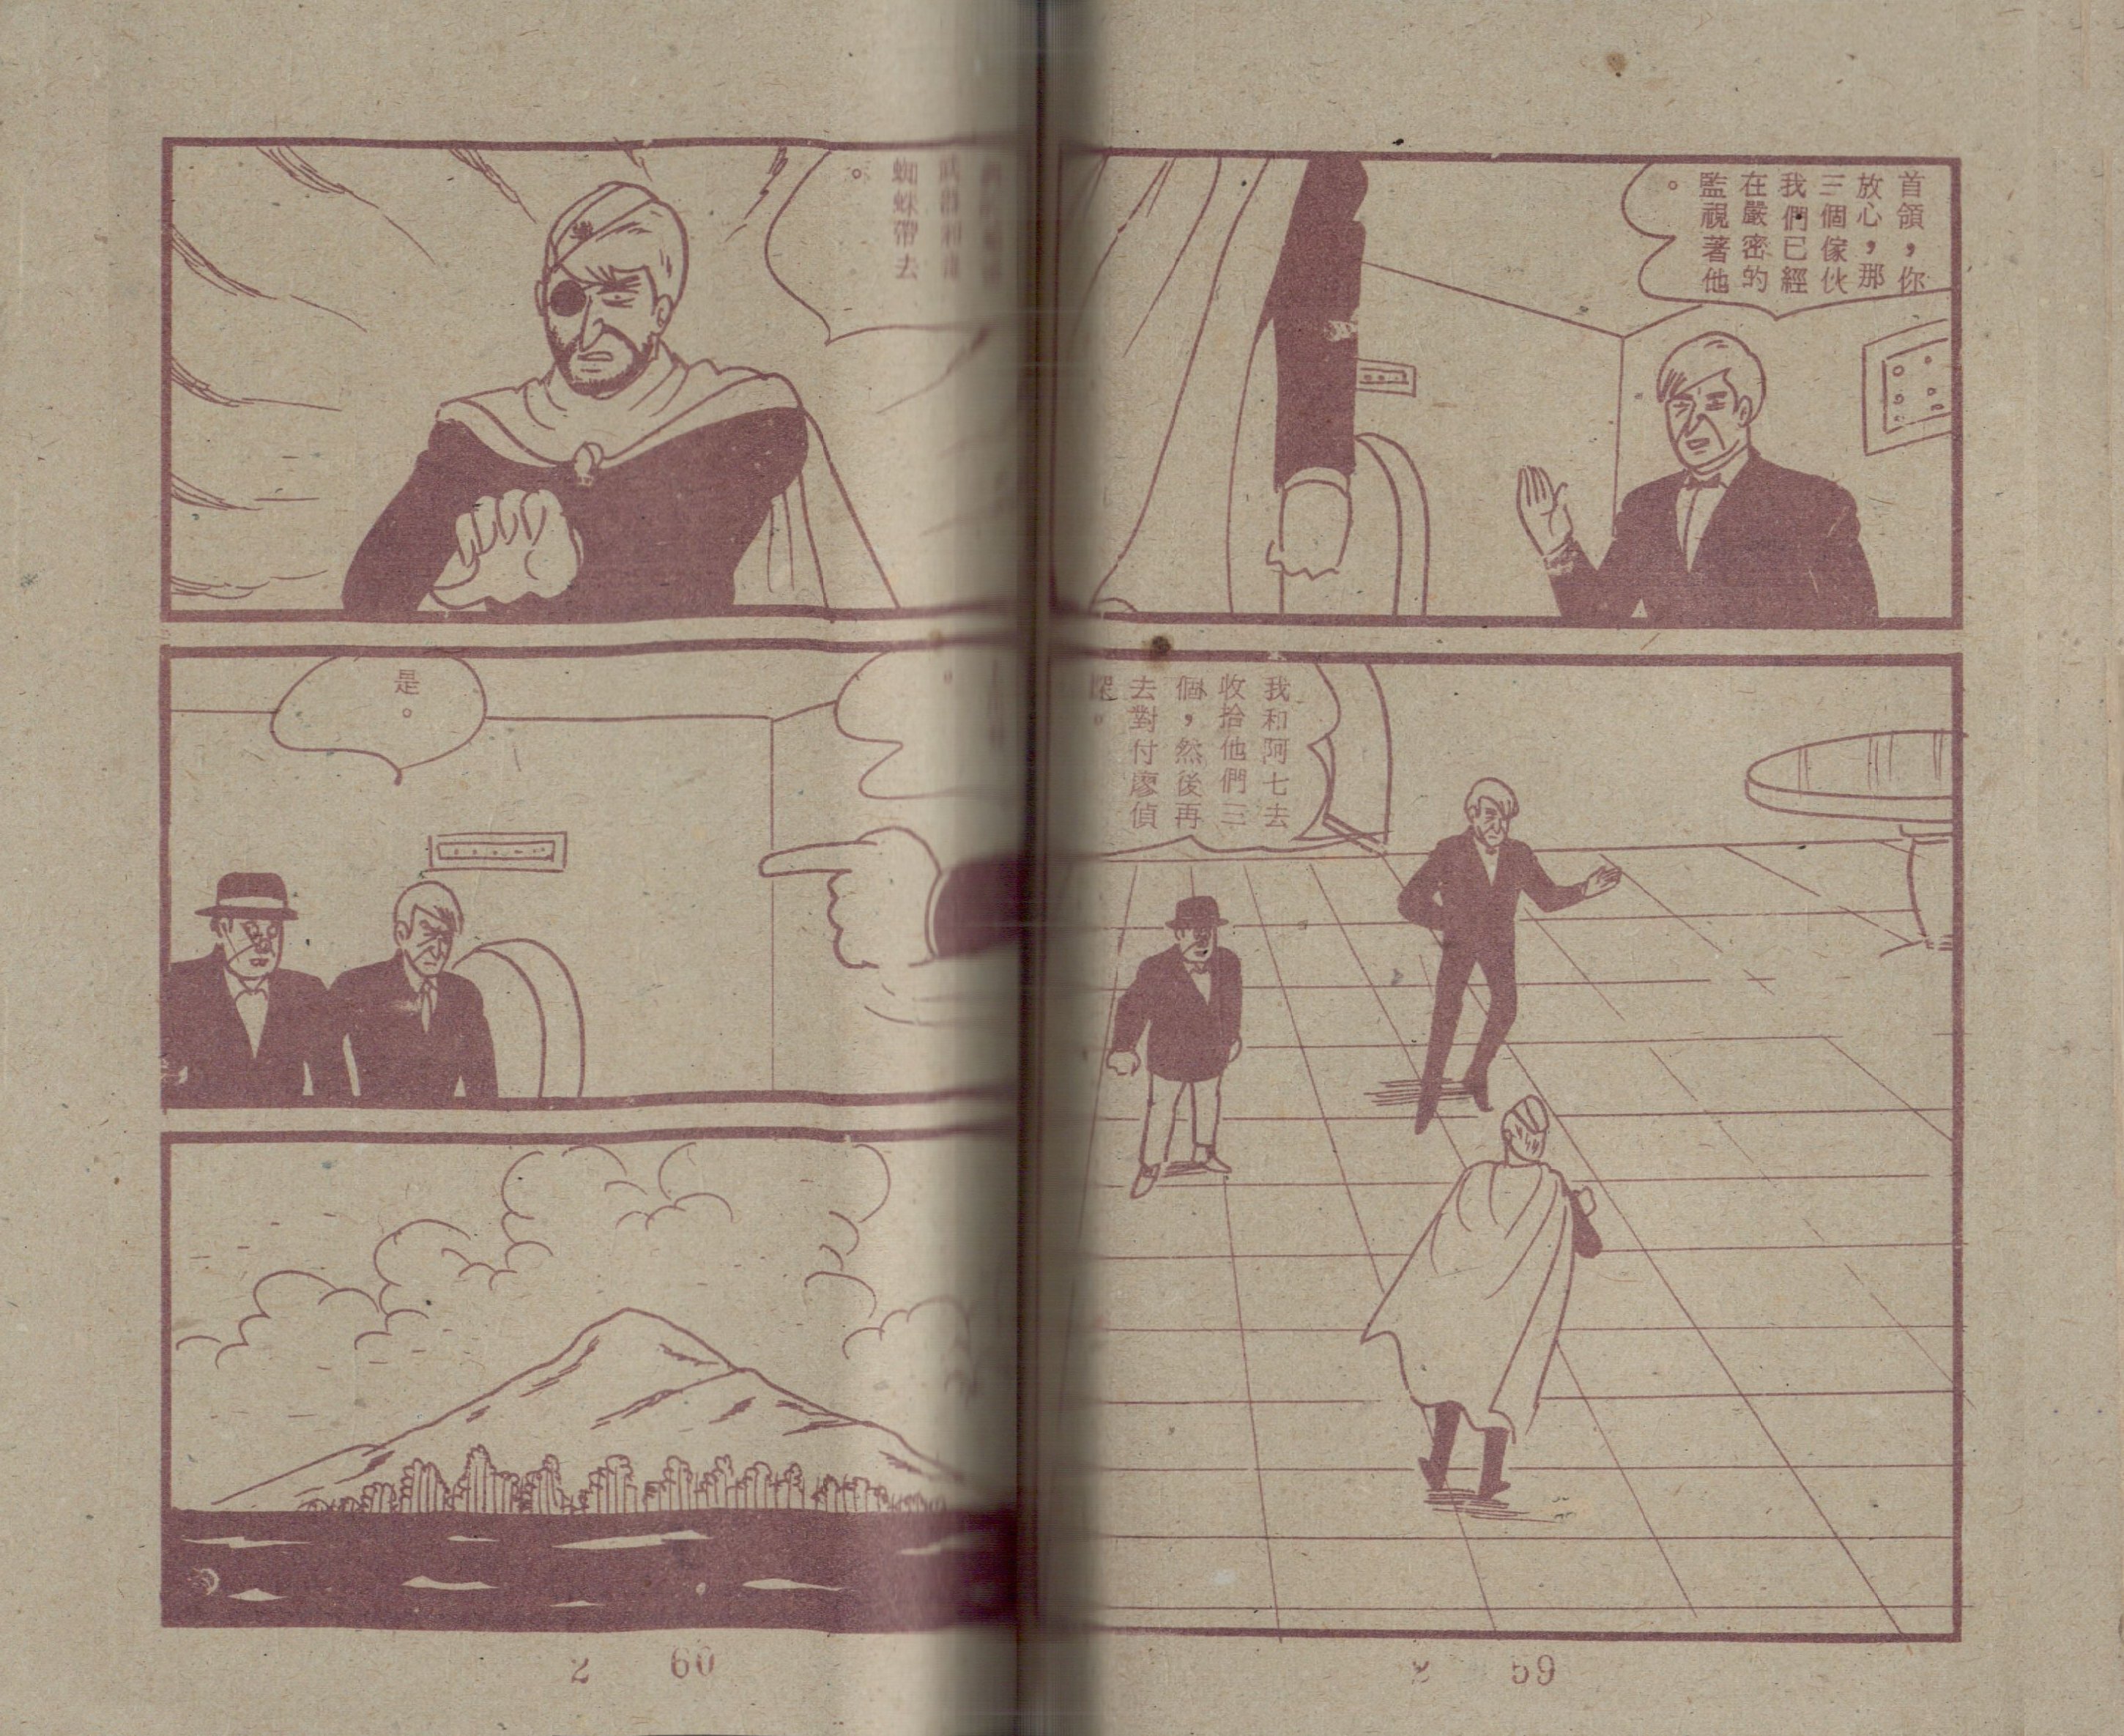 首領，你
放心，那
三個傢伙
我們已經
在嚴密的
監視著他
。
我和阿七去
收拾他們三
個，然後再
去對付廖偵
探。
2 59
蜘蛛帶去
。
是。
2 60